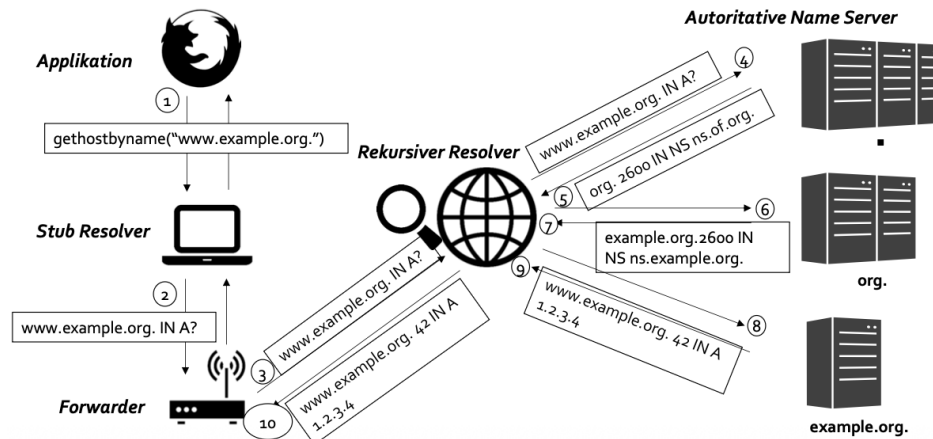 Autoritative Name Server
Applikation
1
4
gethostbyname("www.example.org.")
www.example.org. IN A?
Rekursiver Resolver
org. 2600 IN NS ns.of.org.
.
5
6
7
Stub Resolver
example.org.2600 IN
NS ns.example.org.
9
org.
2
www.example.org. IN A?
www.example.org. IN A?
www.example.org. 42 IN A
1.2.3.4
8
3
www.example.org. 42 IN A
1.2.3.4
Forwarder
10
example.org.